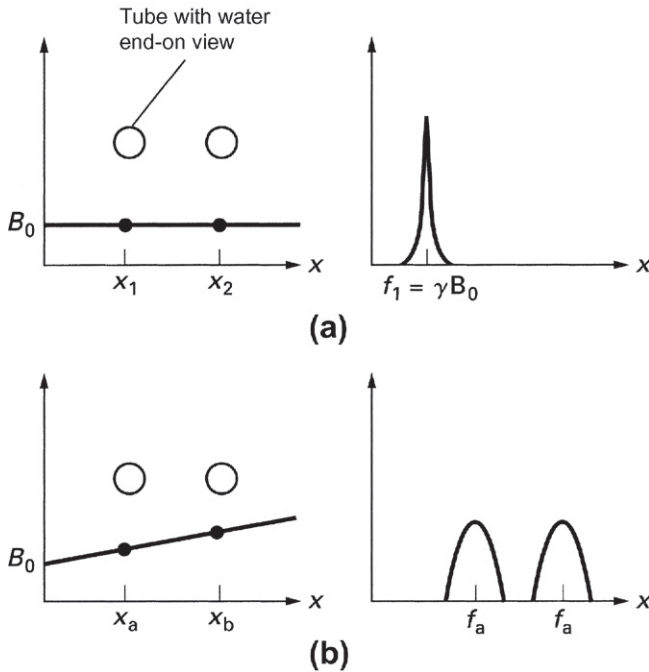 Tube with water
end-on view
B0
x1
x2
x
f1 = γB0
x
(a)
B0
xa
xb
x
fa
fa
x
(b)